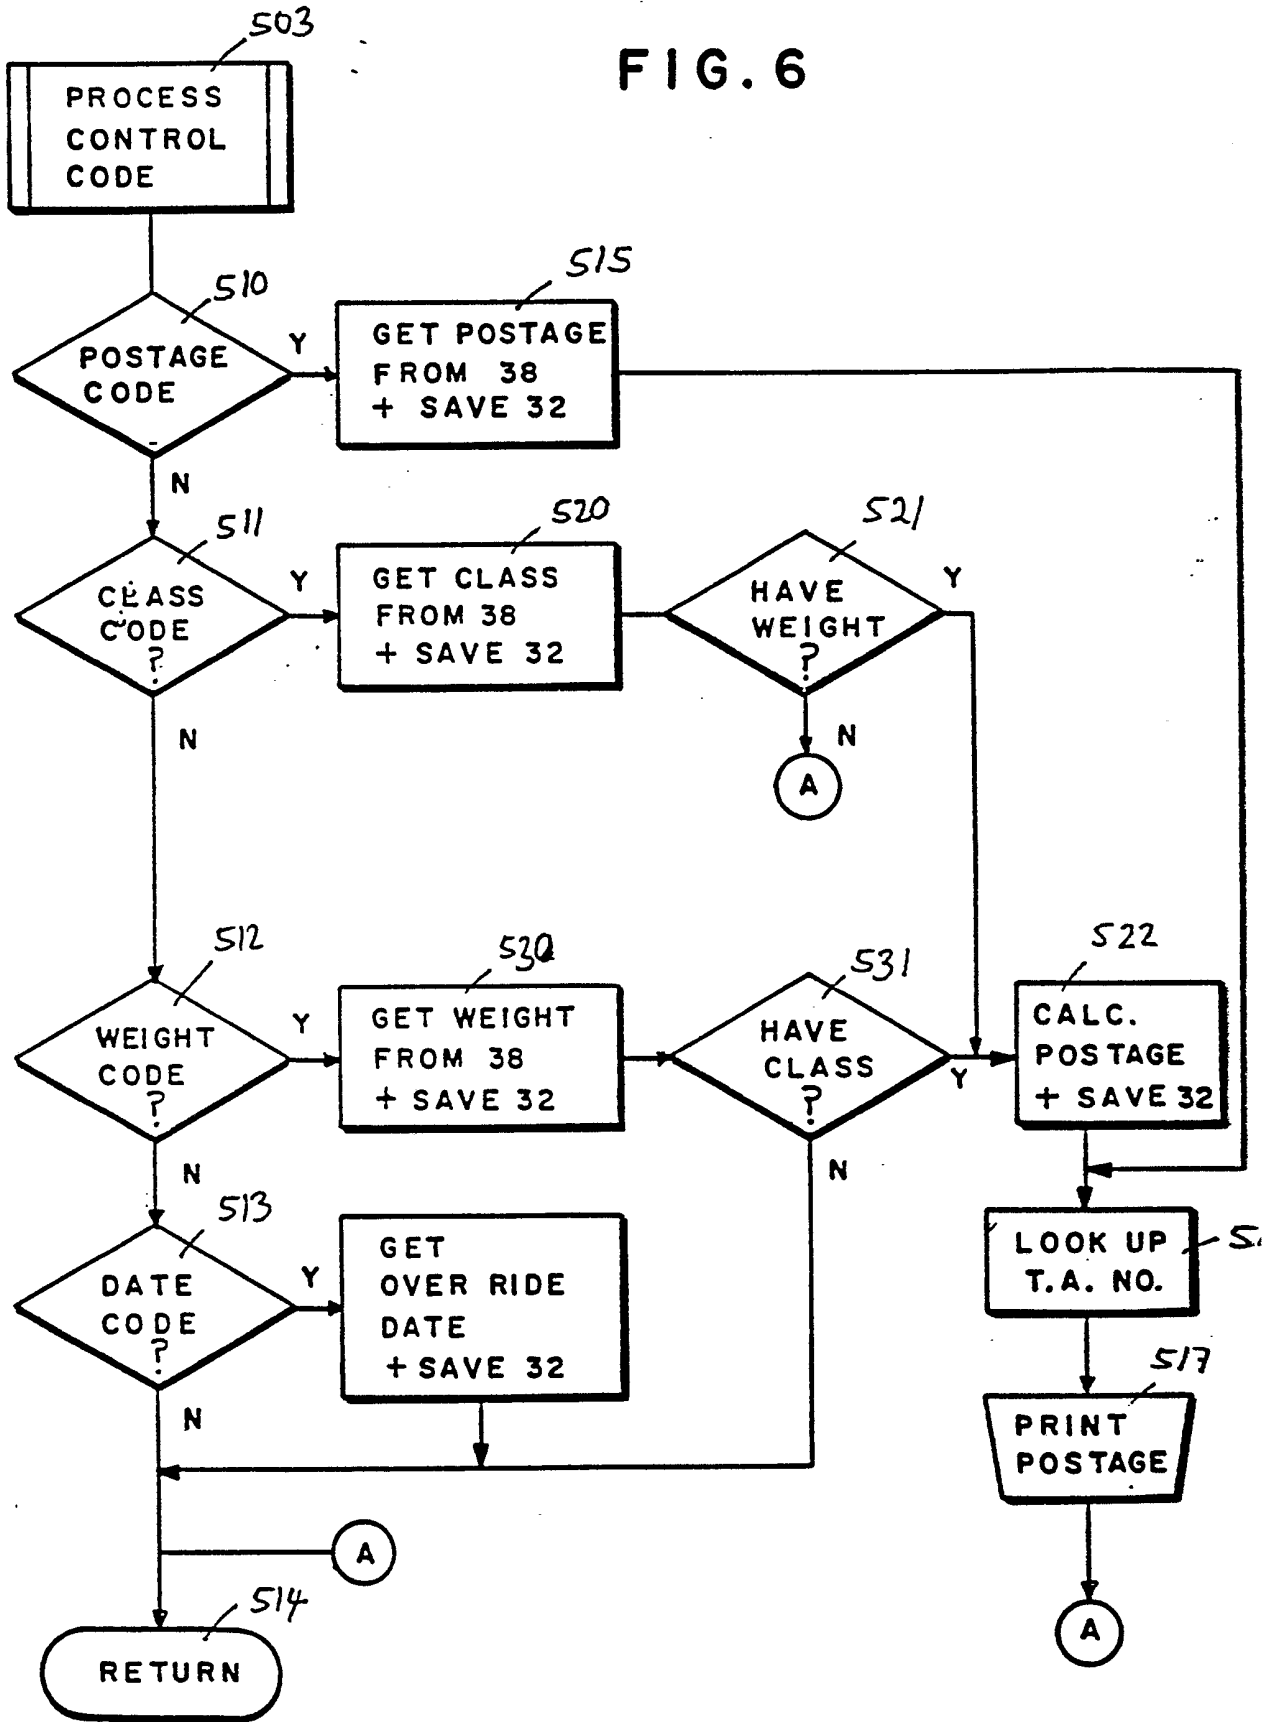 FIG. 6
503
PROCESS
CONTROL
CODE
510
POSTAGE
CODE
Y
N
515
GET POSTAGE
FROM 38
+ SAVE 32
511
CLASS
CODE
?
Y
N
520
GET CLASS
FROM 38
+ SAVE 32
521
HAVE
WEIGHT
?
Y
N
A
512
WEIGHT
CODE
?
Y
N
530
GET WEIGHT
FROM 38
+ SAVE 32
531
HAVE
CLASS
?
Y
N
522
CALC.
POSTAGE
+ SAVE 32
513
DATE
CODE
?
Y
N
GET
OVER RIDE
DATE
+ SAVE 32
LOOK UP
T.A. NO.
517
PRINT
POSTAGE
A
A
514
RETURN